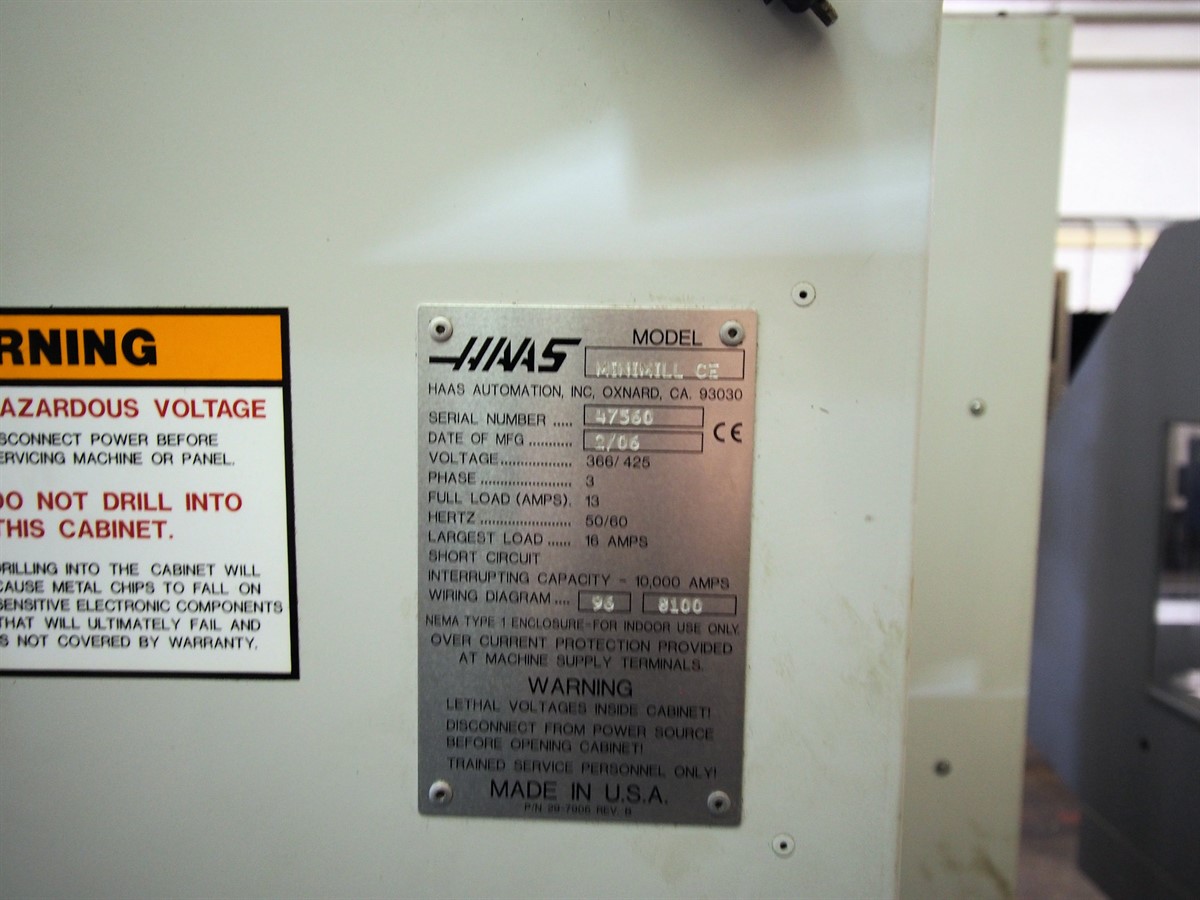 RNING
AZARDOUS VOLTAGE
SCONNECT POWER BEFORE
ERVICING MACHINE OR PANEL.
DO NOT DRILL INTO
THIS CABINET.
RILLING INTO THE CABINET WILL
CAUSE METAL CHIPS TO FALL ON
SENSITIVE ELECTRONIC COMPONENTS
THAT WILL ULTIMATELY FAIL AND
S NOT COVERED BY WARRANTY.
HAAS
MODEL
MINIMILL CE
HAAS AUTOMATION, INC, OXNARD, CA. 93030
SERIAL NUMBER ..... 47560
DATE OF MFG ........... 2/06
CE
VOLTAGE.................. 366/425
PHASE ....................... 3
FULL LOAD (AMPS). 13
HERTZ ....................... 50/60
LARGEST LOAD ...... 16 AMPS
SHORT CIRCUIT
INTERRUPTING CAPACITY - 10,000 AMPS
WIRING DIAGRAM .... 96 8100
NEMA TYPE 1 ENCLOSURE-FOR INDOOR USE ONLY.
OVER CURRENT PROTECTION PROVIDED
AT MACHINE SUPPLY TERMINALS.
WARNING
LETHAL VOLTAGES INSIDE CABINET!
DISCONNECT FROM POWER SOURCE
BEFORE OPENING CABINET!
TRAINED SERVICE PERSONNEL ONLY!
MADE IN U.S.A.
P/N 29-7006 REV. B